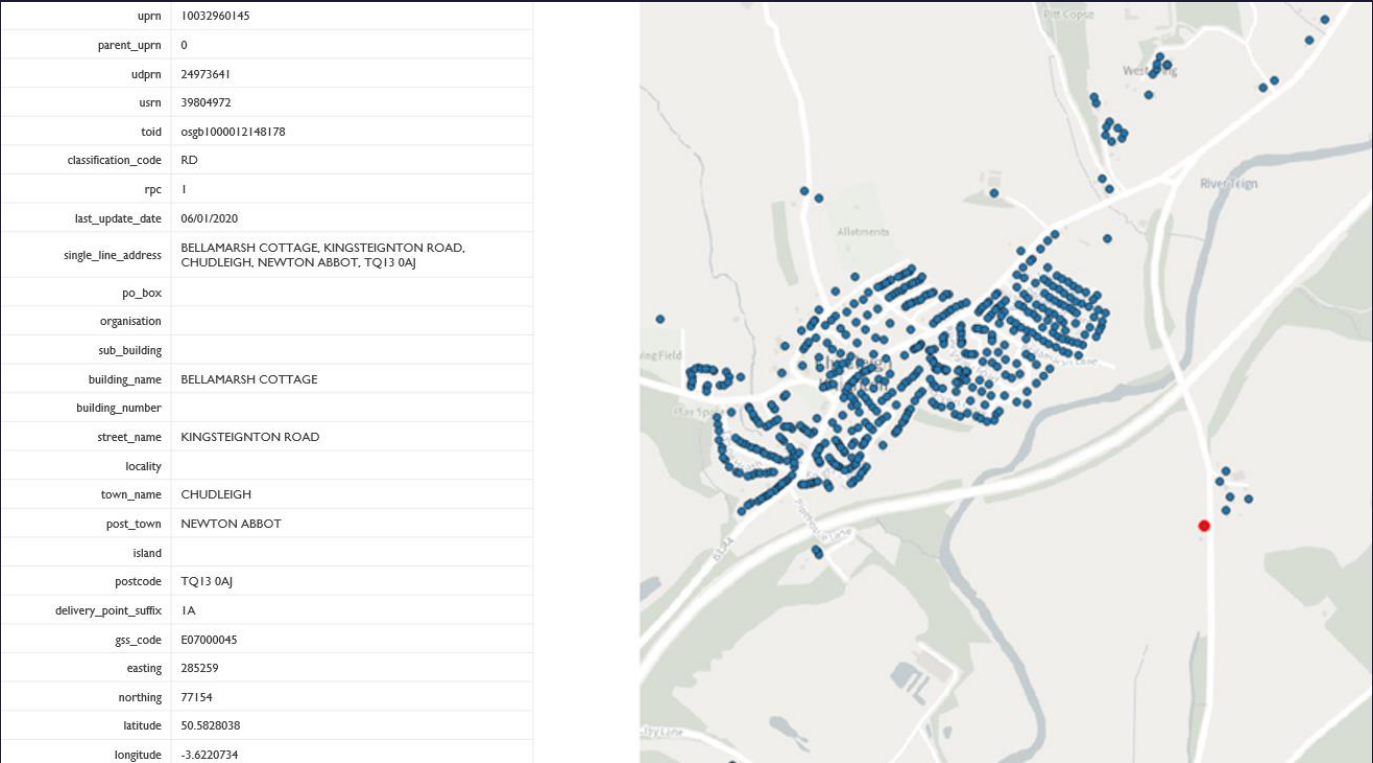 uprn 10032960145
parent_uprn 0
udprn 24973641
usrn 39804972
toid osgb1000012148178
classification_code RD
rpc 1
last_update_date 06/01/2020
single_line_address BELLAMARSH COTTAGE, KINGSTEIGNTON ROAD,
CHUDLEIGH, NEWTON ABBOT, TQ13 0AJ
po_box
organisation
sub_building
building_name BELLAMARSH COTTAGE
building_number
street_name KINGSTEIGNTON ROAD
locality
town_name CHUDLEIGH
post_town NEWTON ABBOT
island
postcode TQ13 0AJ
delivery_point_suffix 1A
gss_code E07000045
easting 285259
northing 77154
latitude 50.5828038
longitude -3.6220734
Pitt Copse
River Teign
Allotments